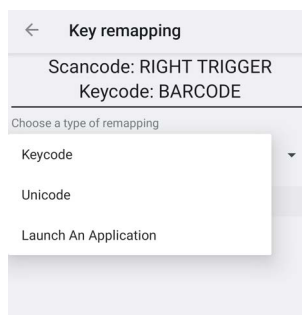 Key remapping
Scancode: RIGHT TRIGGER
Keycode: BARCODE
Choose a type of remapping
Keycode
Unicode
Launch An Application